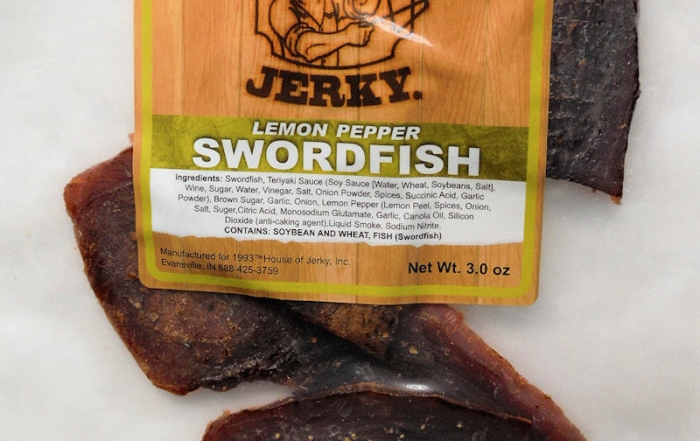 JERKY.
LEMON PEPPER
SWORDFISH
Ingredients: Swordfish, Teriyaki Sauce (Soy Sauce [Water, Wheat, Soybeans, Salt],
Wine, Sugar, Water, Vinegar, Salt, Onion Powder, Spices, Succinic Acid, Garlic
Powder), Brown Sugar, Garlic, Onion, Lemon Pepper (Lemon Peel, Spices, Onion,
Salt, Suger,Citric Acid, Monosodium Glutamate, Garlic, Canola Oil, Silicon
Dioxide (anti-caking agent),Liquid Smoke, Sodium Nitrite.
CONTAINS: SOYBEAN AND WHEAT, FISH (Swordfish)
Manufactured for 1993™House of Jerky, Inc.
Evansville, IN 888-425-3759
Net Wt. 3.0 oz